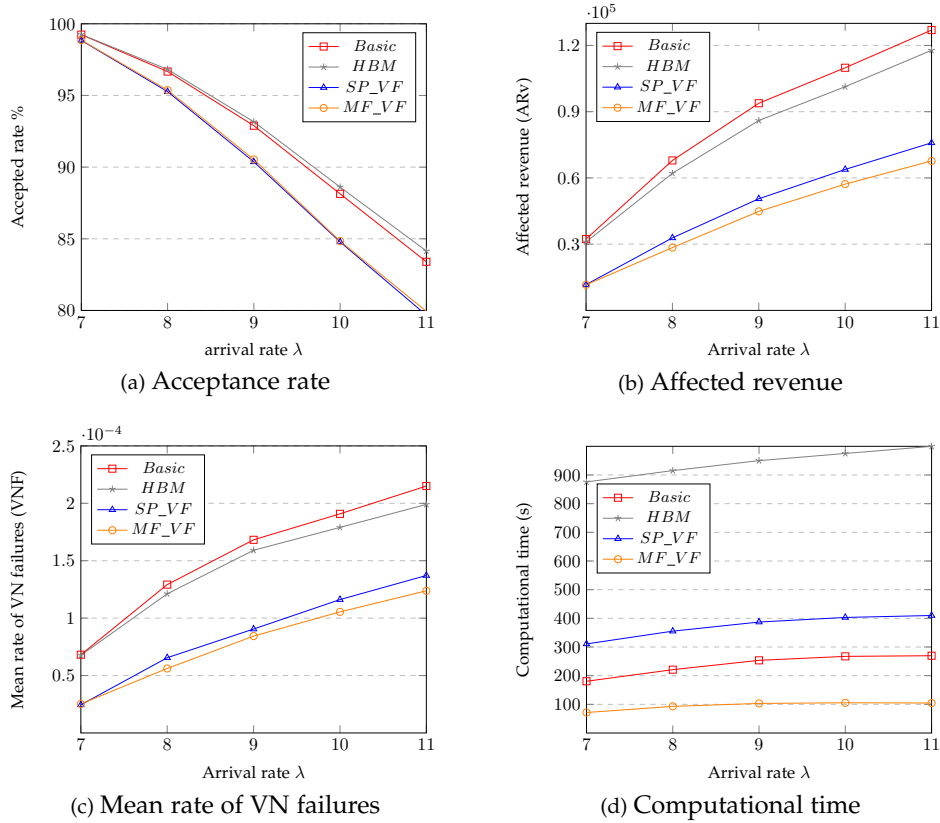 100
95
90
85
80
7 8 9 10 11
Accepted rate %
arrival rate λ
Basic
HBM
SP_VF
MF_VF
(a) Acceptance rate
·10^5
1.2
0.9
0.6
0.3
7 8 9 10 11
Affected revenue (ARv)
Arrival rate λ
Basic
HBM
SP_VF
MF_VF
(b) Affected revenue
·10^-4
2.5
2
1.5
1
0.5
7 8 9 10 11
Mean rate of VN failures (VNF)
Arrival rate λ
Basic
HBM
SP_VF
MF_VF
(c) Mean rate of VN failures
900
800
700
600
500
400
300
200
100
7 8 9 10 11
Computational time (s)
Arrival rate λ
Basic
HBM
SP_VF
MF_VF
(d) Computational time